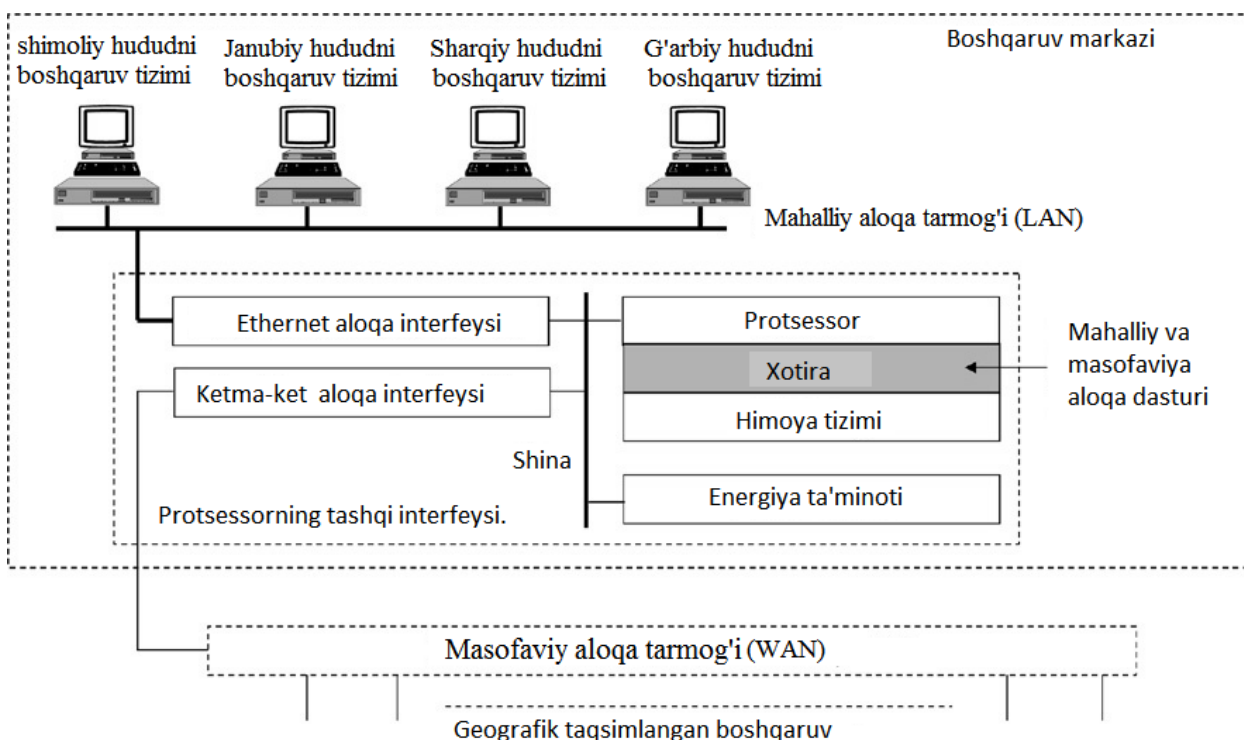 Boshqaruv markazi
shimoliy hududni
boshqaruv tizimi
Janubiy hududni
boshqaruv tizimi
Sharqiy hududni
boshqaruv tizimi
G'arbiy hududni
boshqaruv tizimi
Mahalliy aloqa tarmog'i (LAN)
Ethernet aloqa interfeysi
Protsessor
Ketma-ket aloqa interfeysi
Xotira
Himoya tizimi
Mahalliy va
masofaviya
aloqa dasturi
Shina
Energiya ta'minoti
Protsessorning tashqi interfeysi.
Masofaviy aloqa tarmog'i (WAN)
Geografik taqsimlangan boshqaruv